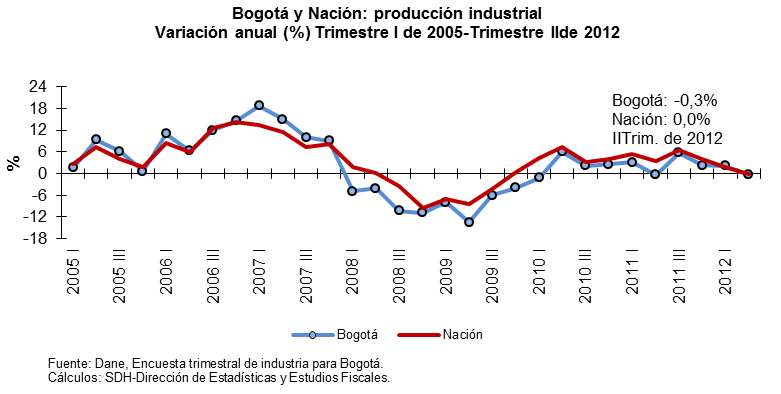 Bogotá y Nación: producción industrial
Variación anual (%) Trimestre I de 2005-Trimestre IIde 2012
24
18
12
6
0
-6
-12
-18
%
Bogotá: -0,3%
Nación: 0,0%
IITrim. de 2012
2005 I
2005 III
2006 I
2006 III
2007 I
2007 III
2008 I
2008 III
2009 I
2009 III
2010 I
2010 III
2011 I
2011 III
2012 I
Bogotá
Nación
Fuente: Dane, Encuesta trimestral de industria para Bogotá.
Cálculos: SDH-Dirección de Estadísticas y Estudios Fiscales.